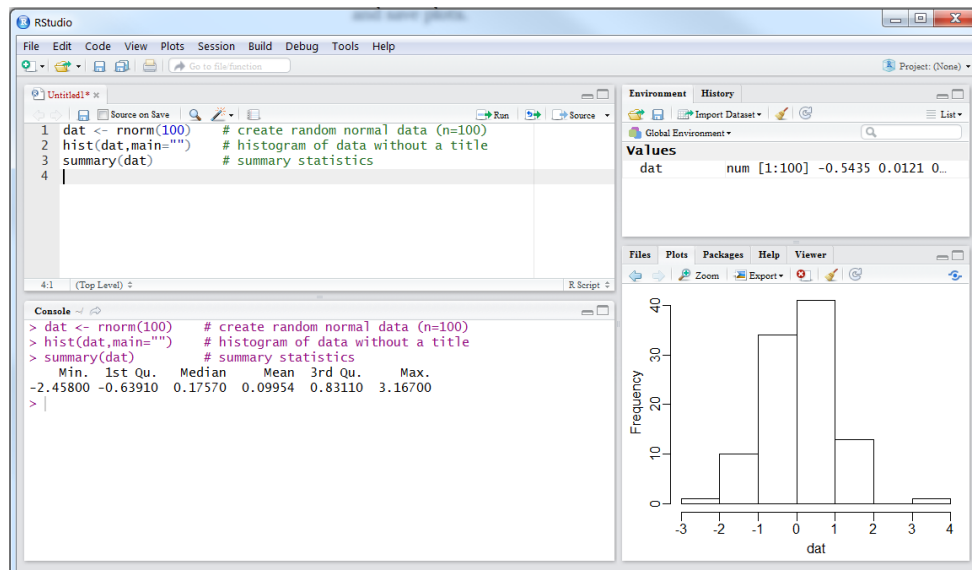 and save plots.
RStudio
File Edit Code View Plots Session Build Debug Tools Help
Go to file/function
Project: (None)
Untitled1*
Source on Save
Run
Source
1 dat <- rnorm(100) # create random normal data (n=100)
2 hist(dat,main="") # histogram of data without a title
3 summary(dat) # summary statistics
4
4:1 (Top Level) R Script
Console
> dat <- rnorm(100) # create random normal data (n=100)
> hist(dat,main="") # histogram of data without a title
> summary(dat) # summary statistics
Min. 1st Qu. Median Mean 3rd Qu. Max.
-2.45800 -0.63910 0.17570 0.09954 0.83110 3.16700
>
Environment History
Import Dataset
List
Global Environment
Values
dat num [1:100] -0.5435 0.0121 0…
Files Plots Packages Help Viewer
Zoom Export
40
30
20
10
0
Frequency
-3 -2 -1 0 1 2 3 4
dat